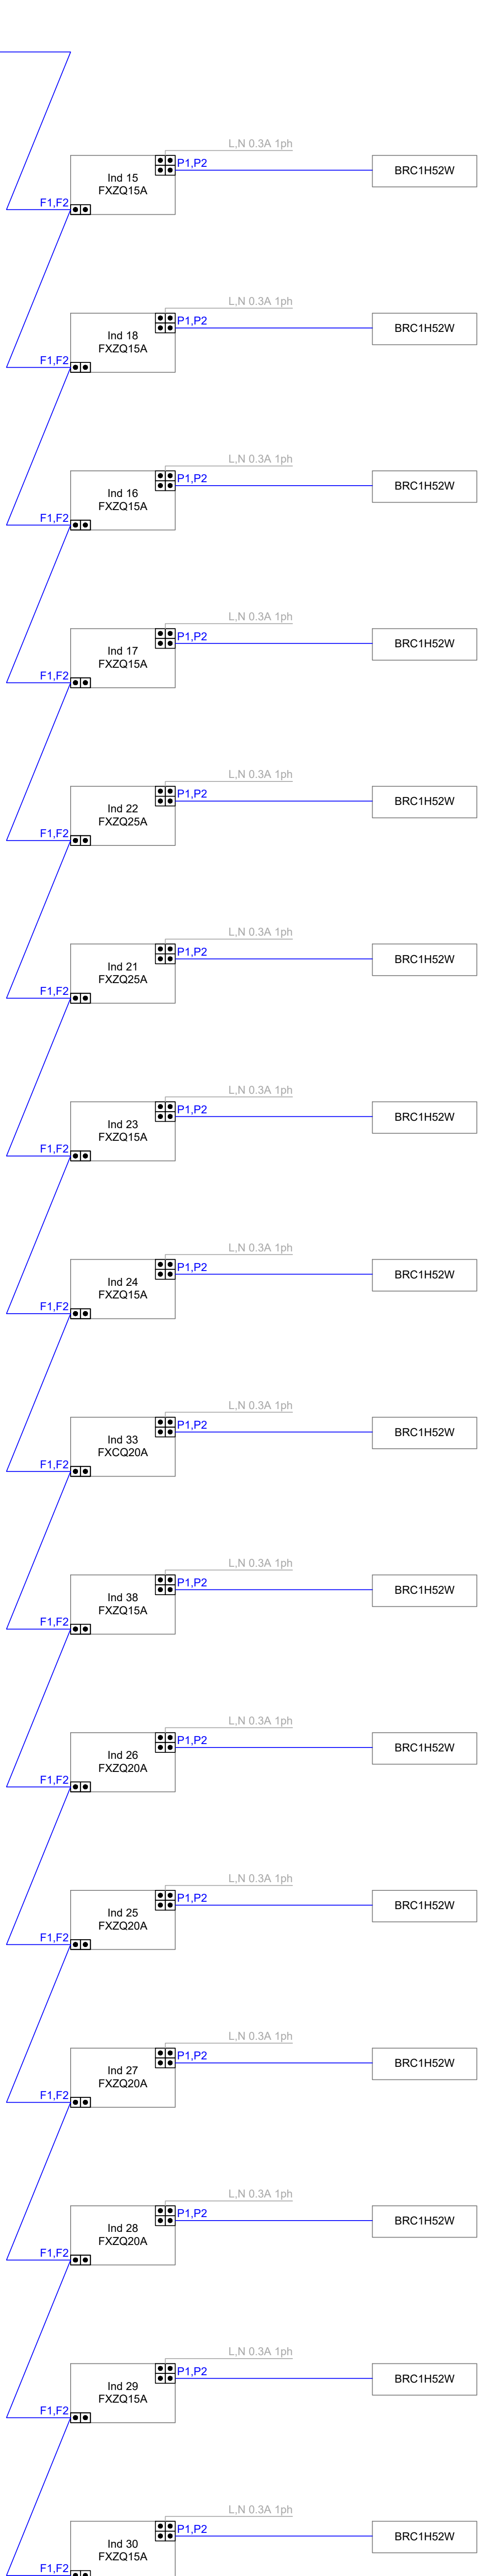 L,N 0.3A 1ph
P1,P2
Ind 15
FXZQ15A
BRC1H52W
F1,F2
L,N 0.3A 1ph
P1,P2
Ind 18
FXZQ15A
BRC1H52W
F1,F2
L,N 0.3A 1ph
P1,P2
Ind 16
FXZQ15A
BRC1H52W
F1,F2
L,N 0.3A 1ph
P1,P2
Ind 17
FXZQ15A
BRC1H52W
F1,F2
L,N 0.3A 1ph
P1,P2
Ind 22
FXZQ25A
BRC1H52W
F1,F2
L,N 0.3A 1ph
P1,P2
Ind 21
FXZQ25A
BRC1H52W
F1,F2
L,N 0.3A 1ph
P1,P2
Ind 23
FXZQ15A
BRC1H52W
F1,F2
L,N 0.3A 1ph
P1,P2
Ind 24
FXZQ15A
BRC1H52W
F1,F2
L,N 0.3A 1ph
P1,P2
Ind 33
FXCQ20A
BRC1H52W
F1,F2
L,N 0.3A 1ph
P1,P2
Ind 38
FXZQ15A
BRC1H52W
F1,F2
L,N 0.3A 1ph
P1,P2
Ind 26
FXZQ20A
BRC1H52W
F1,F2
L,N 0.3A 1ph
P1,P2
Ind 25
FXZQ20A
BRC1H52W
F1,F2
L,N 0.3A 1ph
P1,P2
Ind 27
FXZQ20A
BRC1H52W
F1,F2
L,N 0.3A 1ph
P1,P2
Ind 28
FXZQ20A
BRC1H52W
F1,F2
L,N 0.3A 1ph
P1,P2
Ind 29
FXZQ15A
BRC1H52W
F1,F2
L,N 0.3A 1ph
P1,P2
Ind 30
FXZQ15A
BRC1H52W
F1,F2